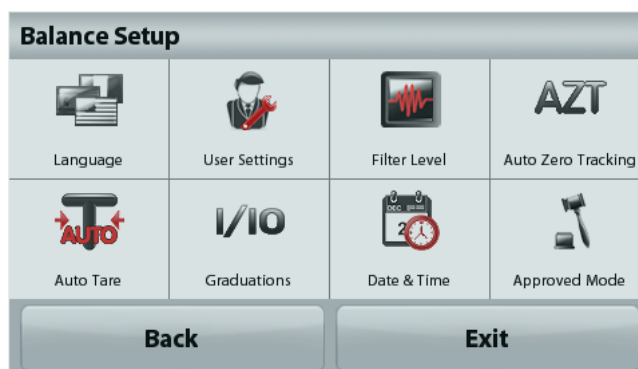 Balance Setup
AZT
Language
User Settings
Filter Level
Auto Zero Tracking
AUTO
I/IO
DEC
Auto Tare
Graduations
Date & Time
Approved Mode
Back
Exit